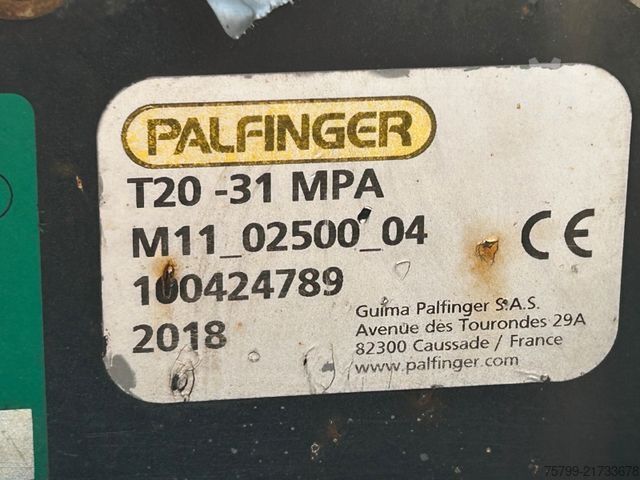 PALFINGER
T20 -31 MPA
M11_02500_04
100424789
2018
CE
Guima Palfinger S.A.S.
Avenue des Tourondes 29A
82300 Caussade / France
www.palfinger.com
75799-21733678